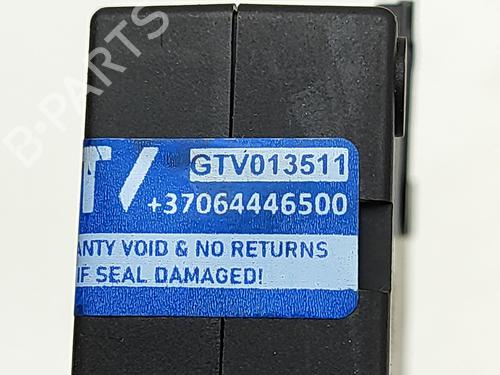 B-PARTS
T/
GTV013511
+37064446500
ANTY VOID & NO RETURNS
IF SEAL DAMAGED!